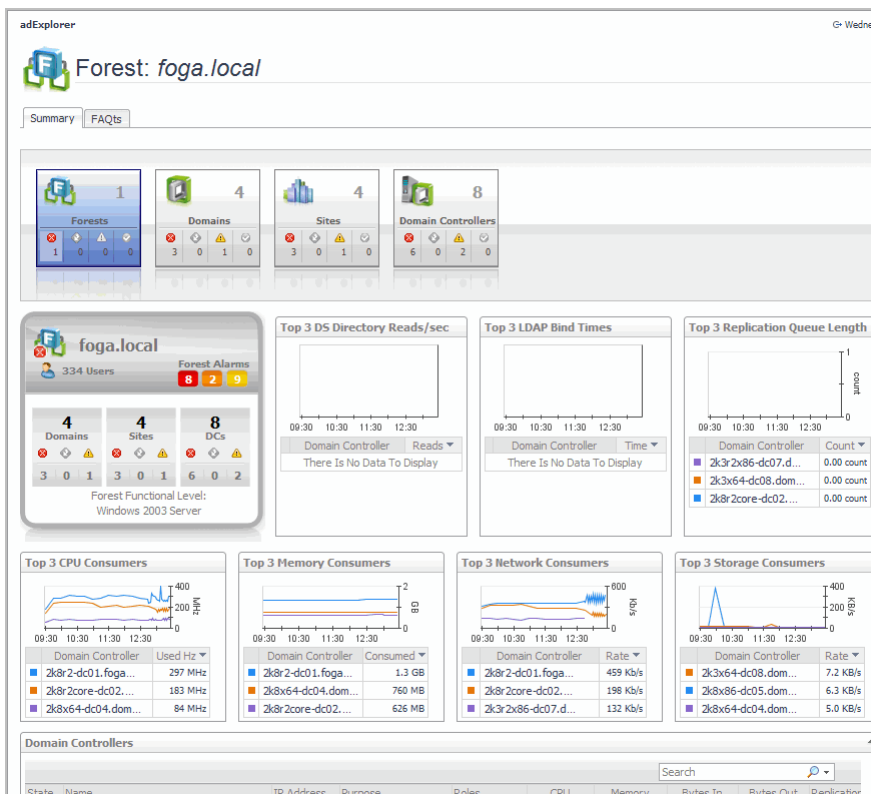 adExplorer Wedne
Forest: foga.local
Summary FAQts
1 4 4 8
Forests Domains Sites Domain Controllers
1 0 0 0 3 0 1 0 3 0 1 0 6 0 2 0
foga.local
334 Users Forest Alarms
8 2 9
4 4 8
Domains Sites DCs
3 0 1 3 0 1 6 0 2
Forest Functional Level:
Windows 2003 Server
Top 3 DS Directory Reads/sec
09:30 10:30 11:30 12:30
Domain Controller Reads
There Is No Data To Display
Top 3 LDAP Bind Times
09:30 10:30 11:30 12:30
Domain Controller Time
There Is No Data To Display
Top 3 Replication Queue Length
1
count
0
09:30 10:30 11:30 12:30
Domain Controller Count
2k3r2x86-dc07.d... 0.00 count
2k3x64-dc08.dom... 0.00 count
2k8r2core-dc02.... 0.00 count
Top 3 CPU Consumers
400
200
0
MHz
09:30 10:30 11:30 12:30
Domain Controller Used Hz
2k8r2-dc01.foga... 297 MHz
2k8r2core-dc02.... 183 MHz
2k8x64-dc04.dom... 84 MHz
Top 3 Memory Consumers
2
GB
0
09:30 10:30 11:30 12:30
Domain Controller Consumed
2k8r2-dc01.foga... 1.3 GB
2k8x64-dc04.dom... 760 MB
2k8r2core-dc02.... 626 MB
Top 3 Network Consumers
600
Kb/s
0
09:30 10:30 11:30 12:30
Domain Controller Rate
2k8r2-dc01.foga... 459 Kb/s
2k8r2core-dc02.... 198 Kb/s
2k3r2x86-dc07.d... 132 Kb/s
Top 3 Storage Consumers
400
200
0
KB/s
09:30 10:30 11:30 12:30
Domain Controller Rate
2k3x64-dc08.dom... 7.2 KB/s
2k8x86-dc05.dom... 6.3 KB/s
2k8x64-dc04.dom... 5.0 KB/s
Domain Controllers
Search
State Name IP Address Purpose Roles CPU Memory Bytes In Bytes Out Replication